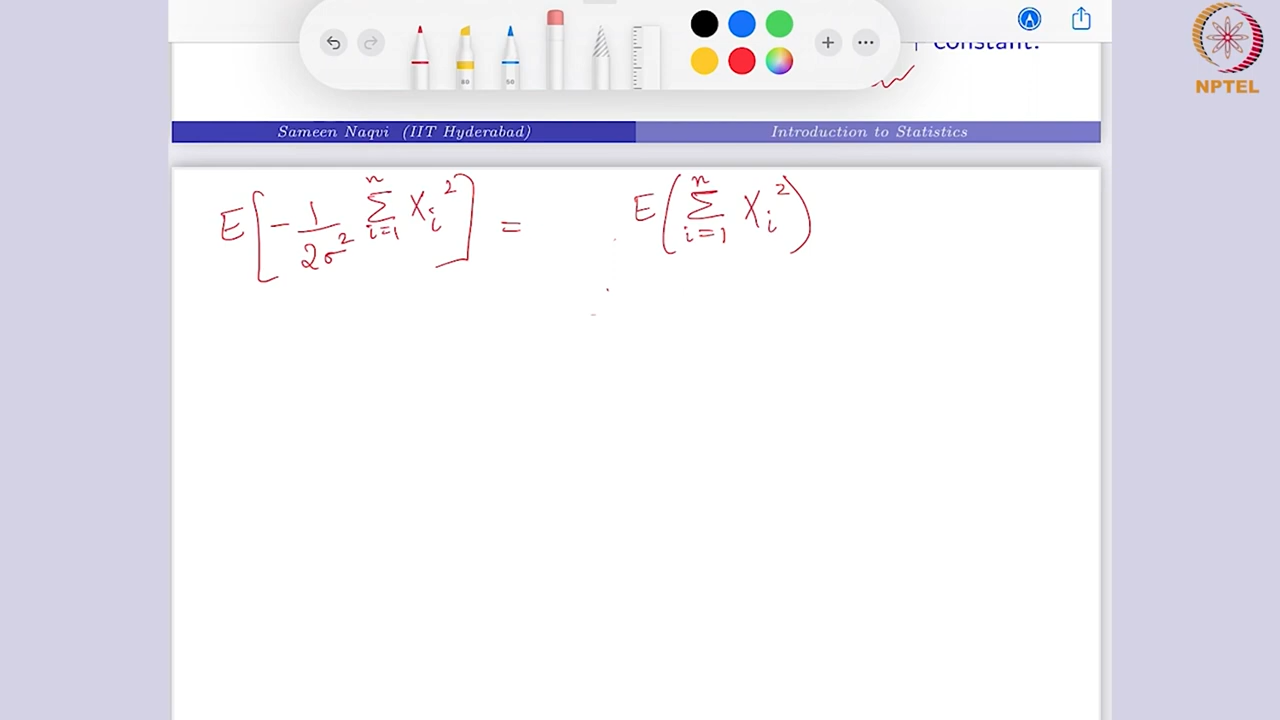 constant.
NPTEL
Sameen Naqvi (IIT Hyderabad) Introduction to Statistics
E[-1/2σ² Σ_{i=1}^{n} X_i²] = E(Σ_{i=1}^{n} X_i²)